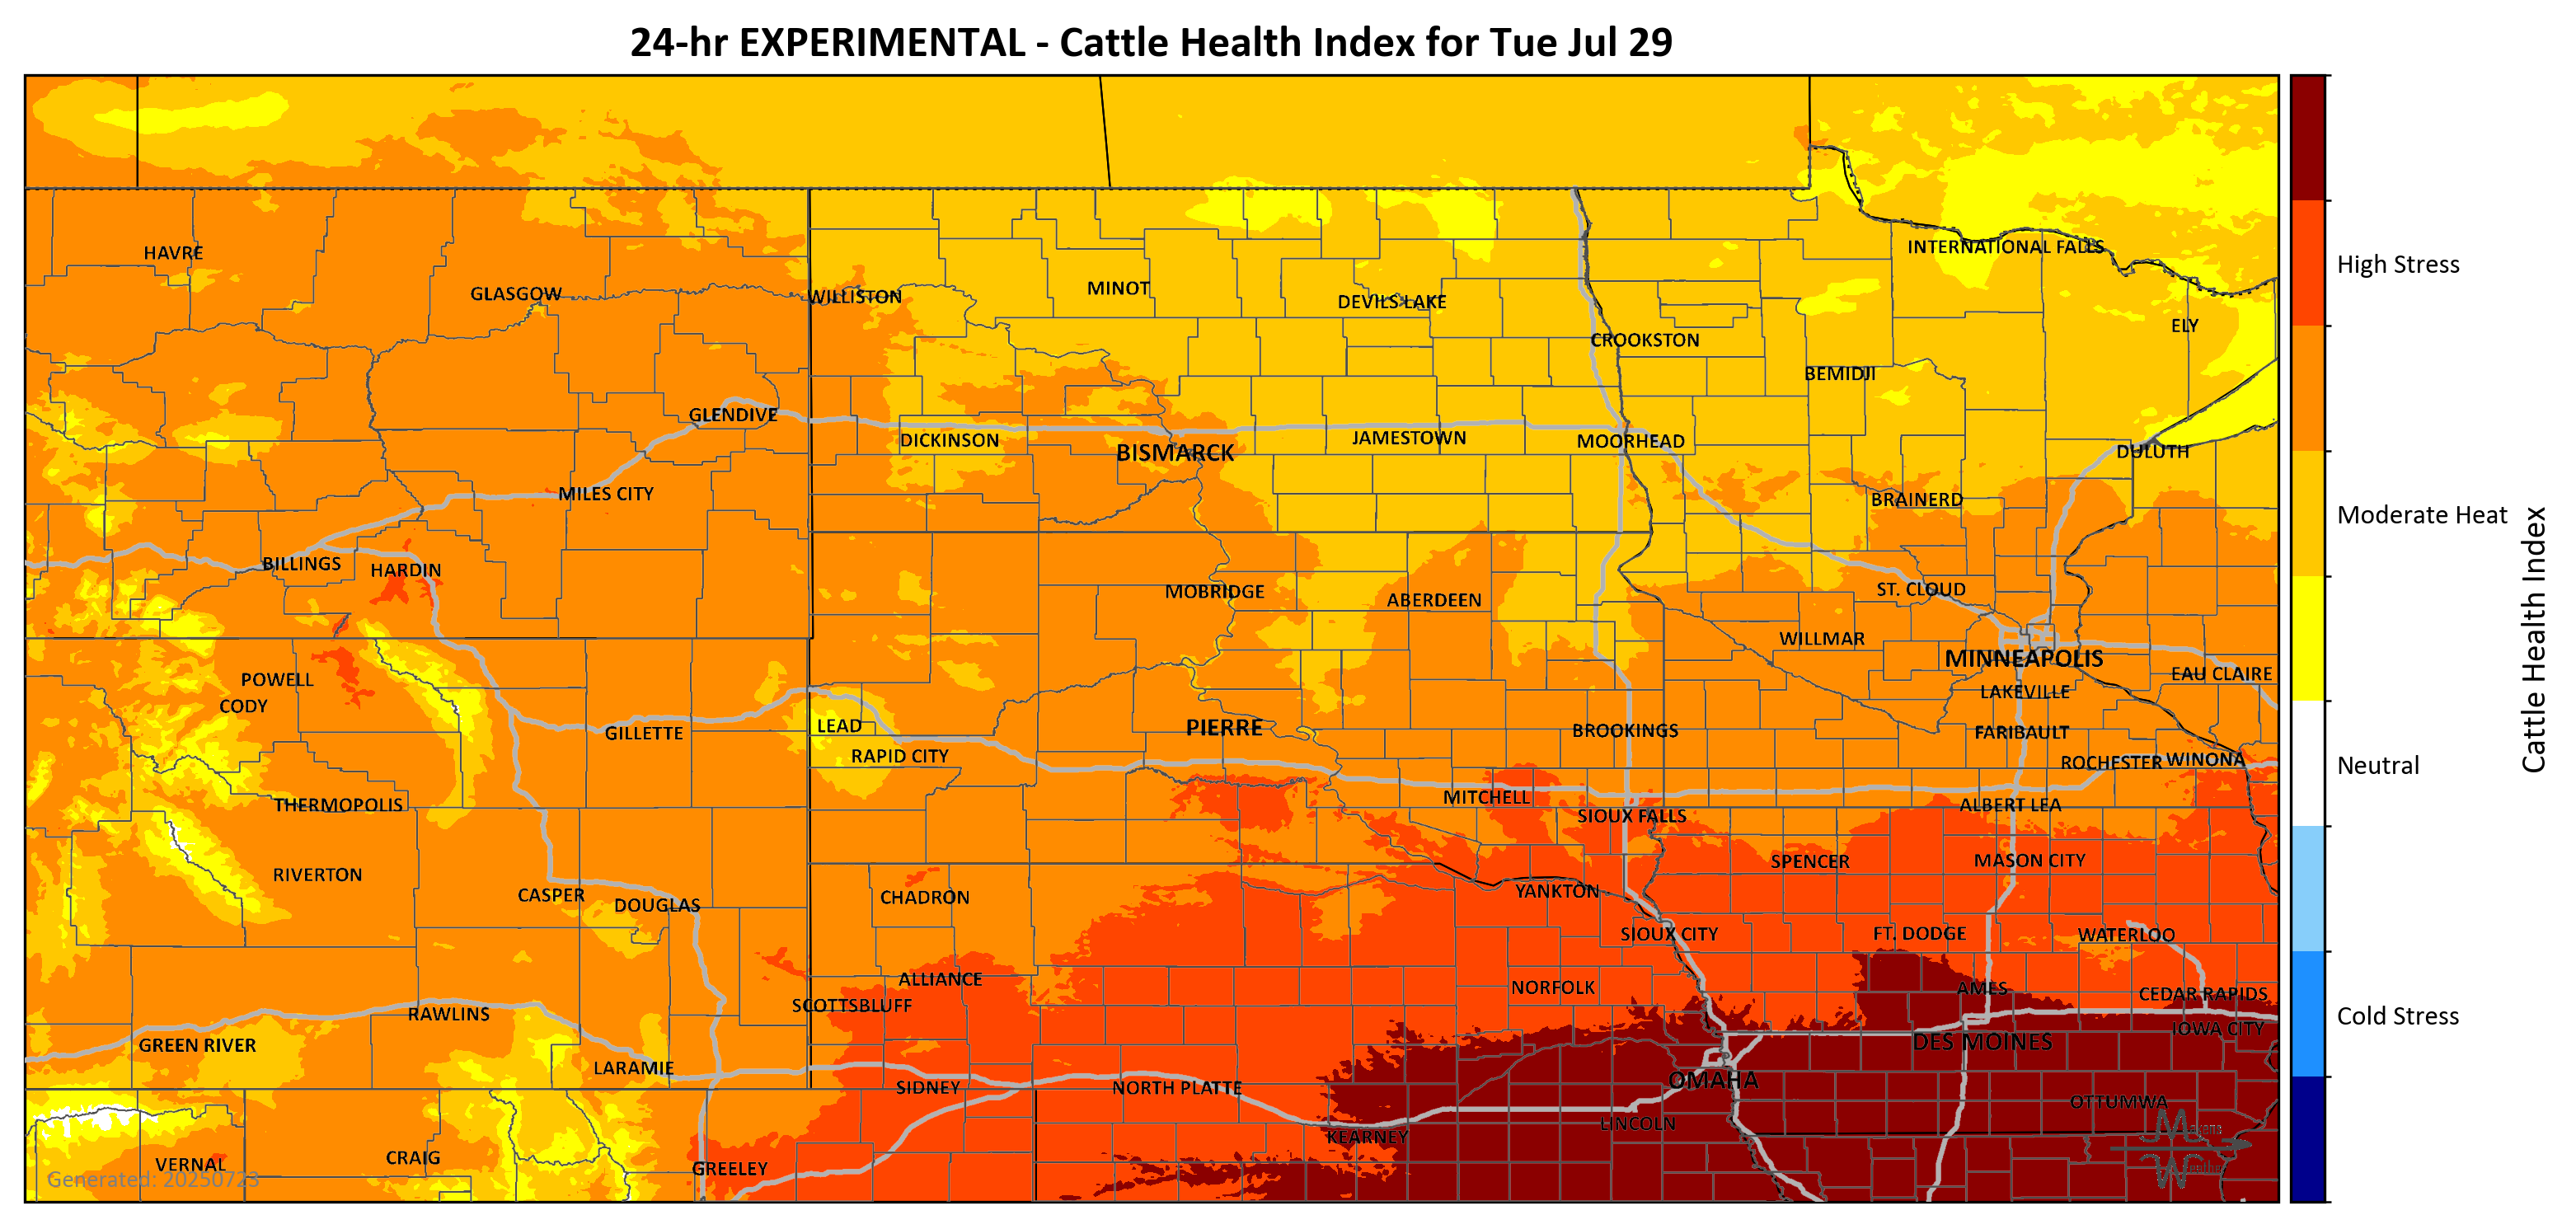 24-hr EXPERIMENTAL - Cattle Health Index for Tue Jul 29
HAVRE
INTERNATIONAL FALLS
GLASGOW
WILLISTON
MINOT
DEVILS LAKE
ELY
CROOKSTON
BEMIDJI
GLENDIVE
DICKINSON
BISMARCK
JAMESTOWN
MOORHEAD
DULUTH
MILES CITY
BRAINERD
BILLINGS
HARDIN
MOBRIDGE
ABERDEEN
ST. CLOUD
WILLMAR
MINNEAPOLIS
EAU CLAIRE
POWELL
CODY
LAKEVILLE
GILLETTE
LEAD
PIERRE
BROOKINGS
FARIBAULT
RAPID CITY
ROCHESTER
WINONA
THERMOPOLIS
MITCHELL
ALBERT LEA
SIOUX FALLS
RIVERTON
SPENCER
MASON CITY
CASPER
DOUGLAS
CHADRON
YANKTON
SIOUX CITY
FT. DODGE
WATERLOO
ALLIANCE
NORFOLK
AMES
CEDAR RAPIDS
SCOTTSBLUFF
RAWLINS
IOWA CITY
GREEN RIVER
DES MOINES
LARAMIE
SIDNEY
NORTH PLATTE
OMAHA
OTTUMWA
LINCOLN
KEARNEY
VERNAL
CRAIG
GREELEY
Generated: 20250723
High Stress
Moderate Heat
Neutral
Cold Stress
Cattle Health Index